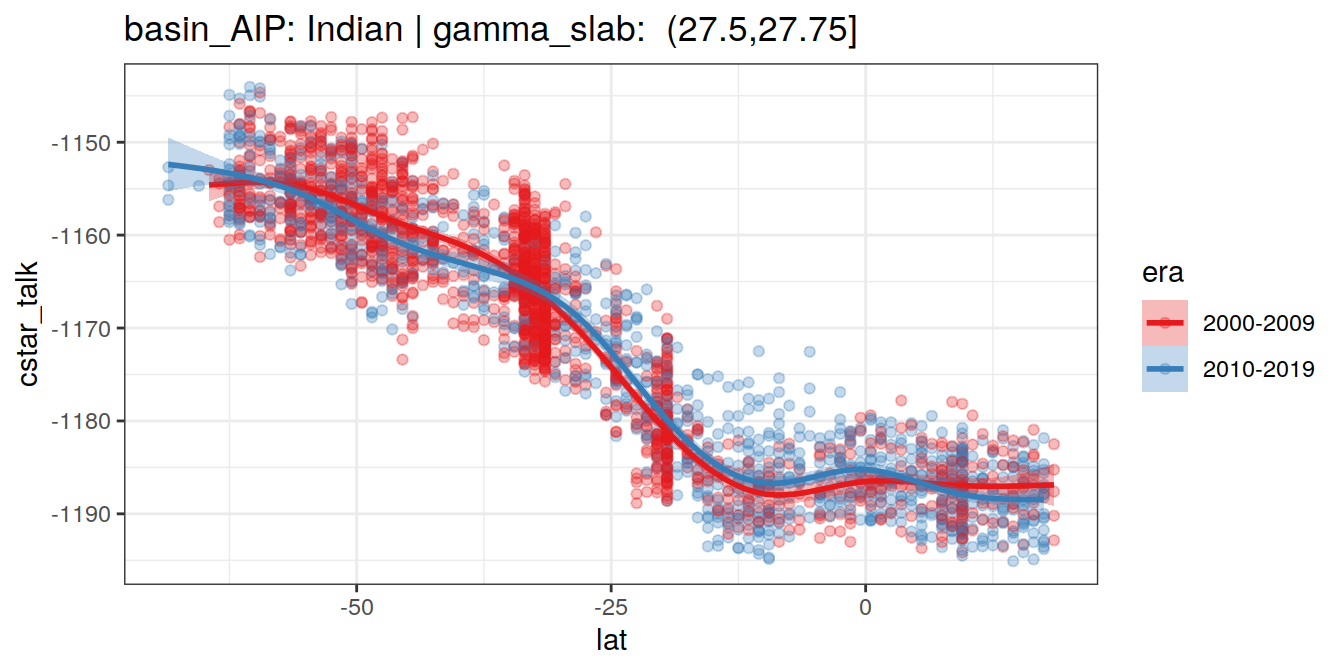 basin_AIP: Indian | gamma_slab:  (27.5,27.75]
-1150
-1160
-1170
-1180
-1190
cstar_talk
-50
-25
0
lat
era
2000-2009
2010-2019